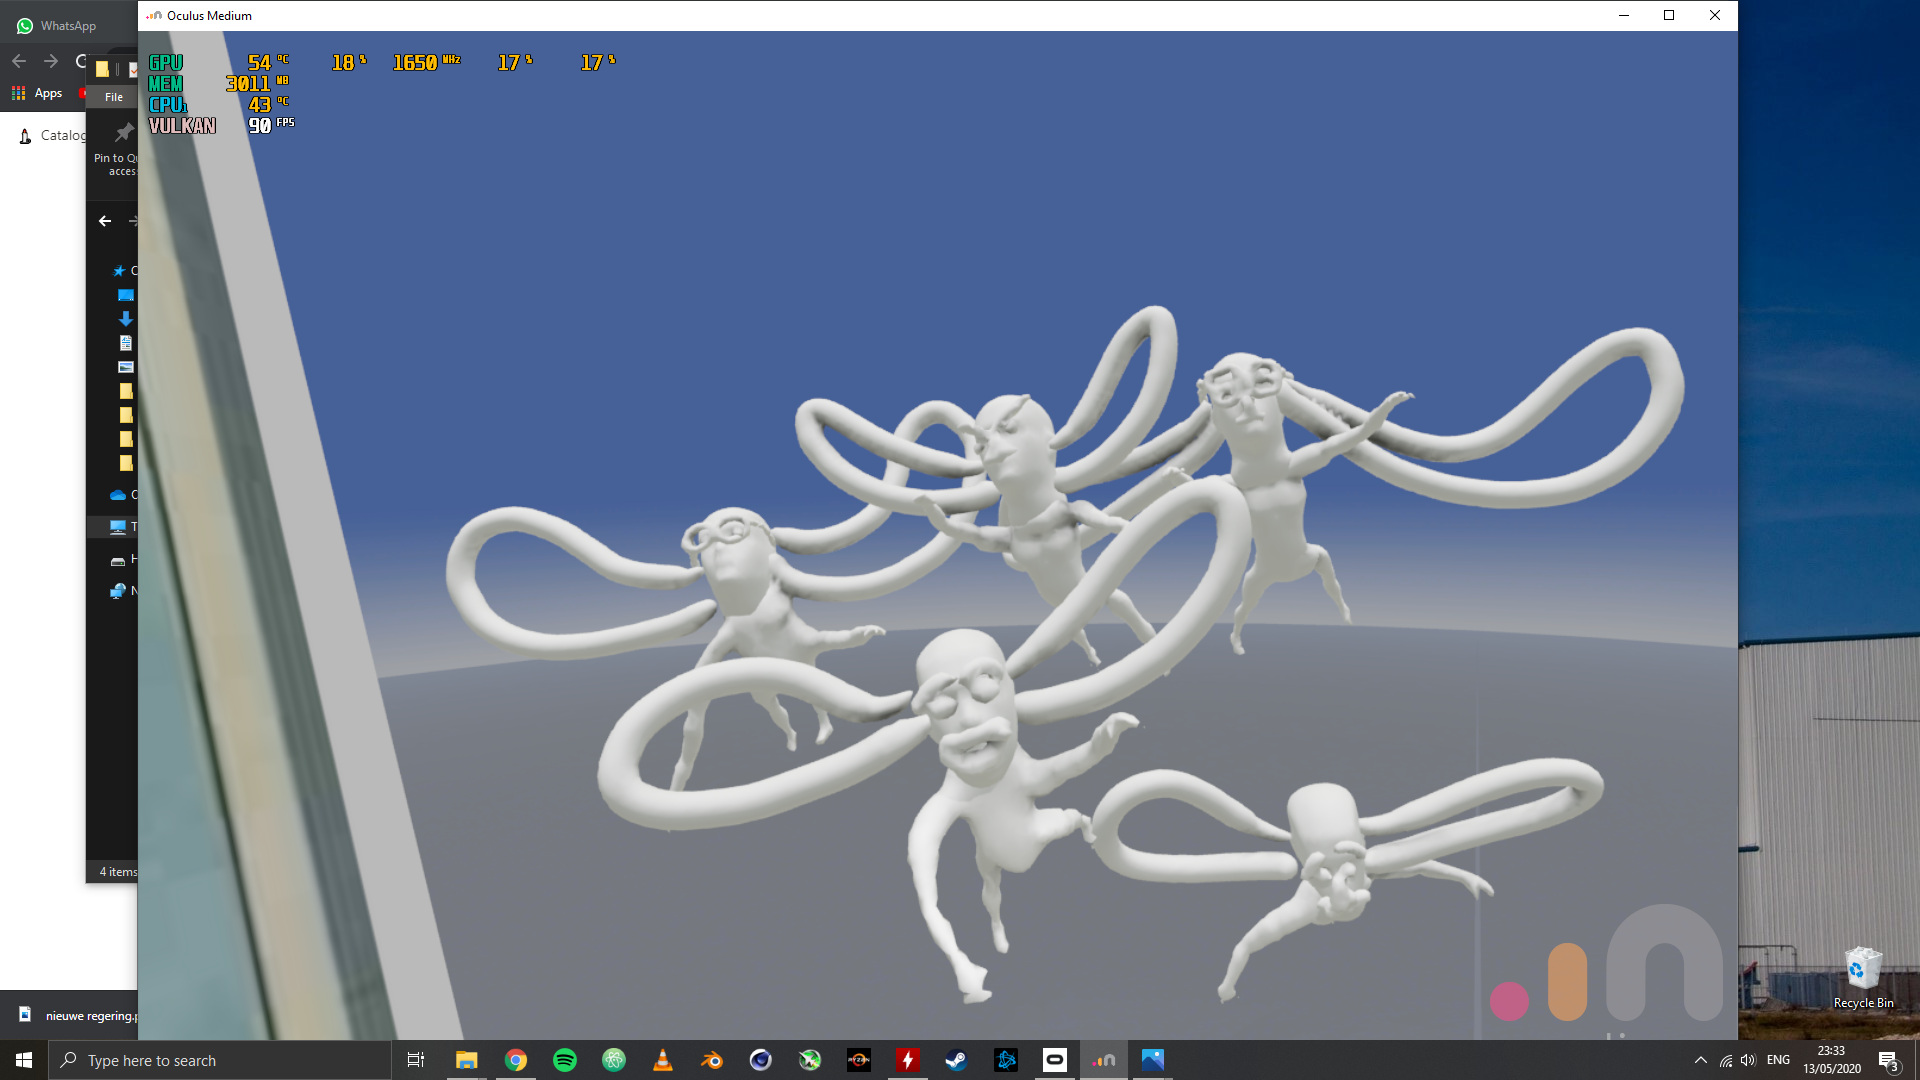 WhatsApp
Oculus Medium
GPU 54 °C 18 % 1650 MHz 17 % 17 %
MEM 3011 MB
CPU1 43 °C
VULKAN 90 FPS
Apps
File
Catalog
Pin to Qu
acces
4 items
nieuwe regering.p
Recycle Bin
Type here to search
RYZEN
ENG
23:33
13/05/2020
3